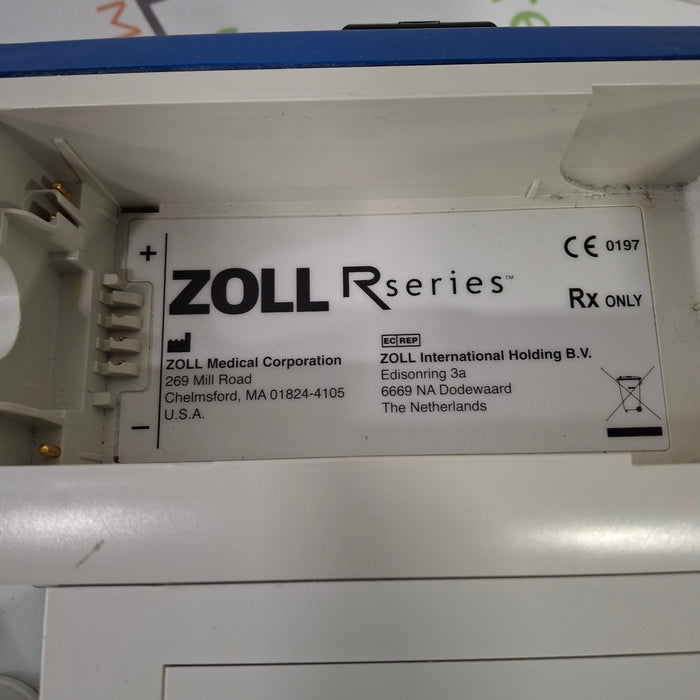 +
ZOLL Rseries™
CE 0197
Rx ONLY
ZOLL Medical Corporation
269 Mill Road
Chelmsford, MA 01824-4105
U.S.A.
EC REP
ZOLL International Holding B.V.
Edisonring 3a
6669 NA Dodewaard
The Netherlands
−